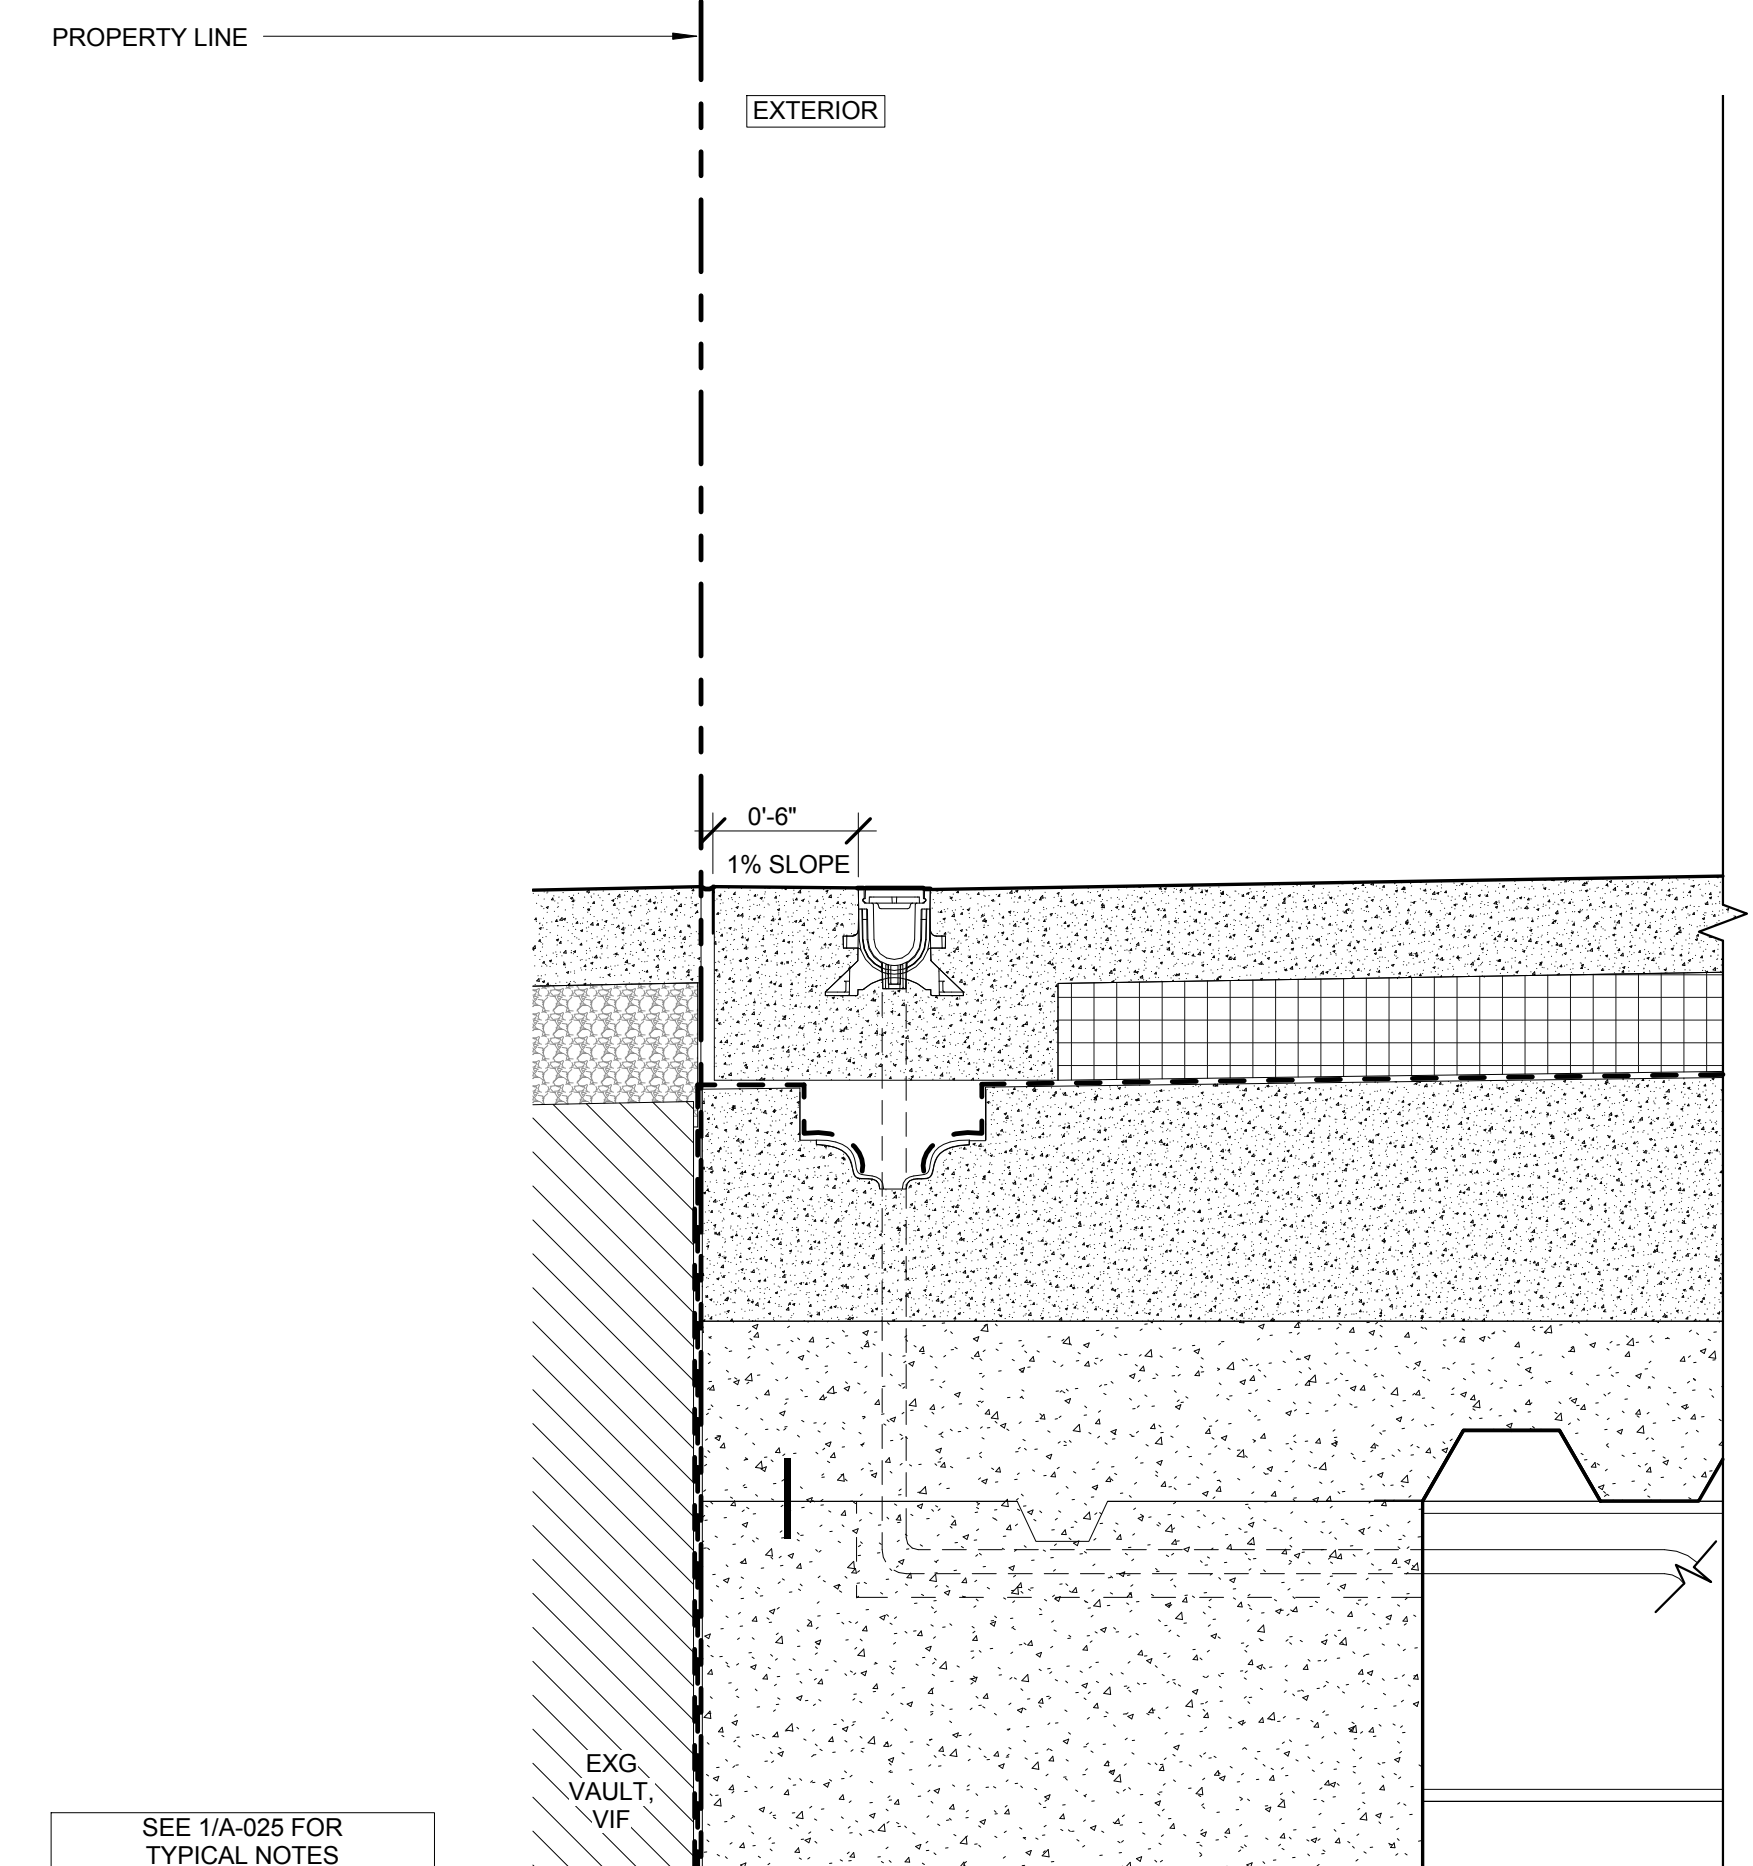 PROPERTY LINE
EXTERIOR
0'-6"
1% SLOPE
EXG
VAULT,
VIF
SEE 1/A-025 FOR
TYPICAL NOTES